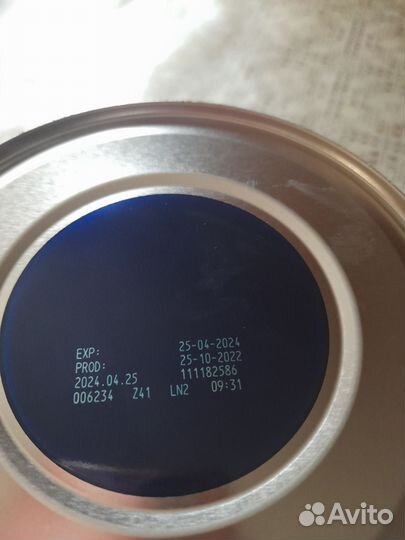 EXP: 25-04-2024
PROD: 25-10-2022
2024.04.25 111182586
006234 Z41 LN2 09:31
Avito